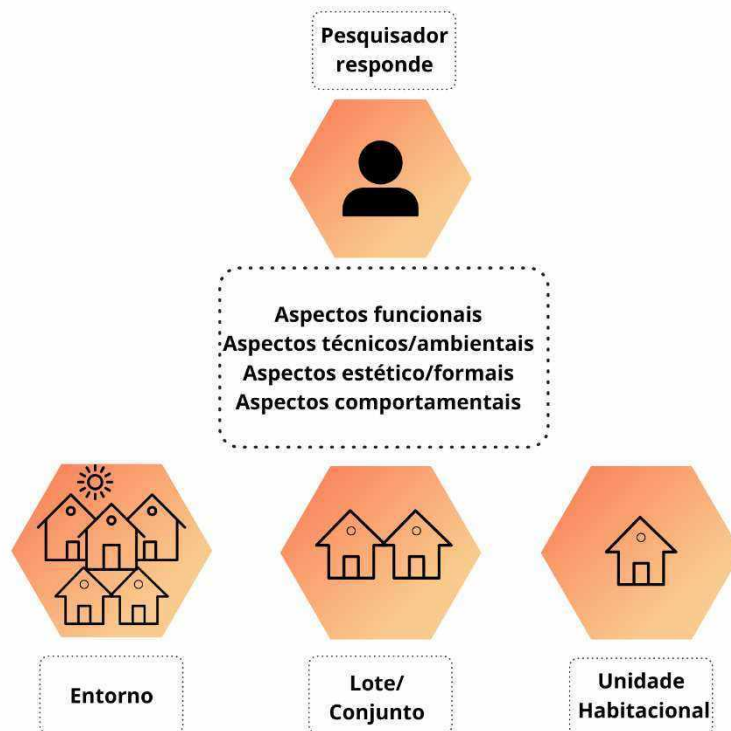 Pesquisador
responde
Aspectos funcionais
Aspectos técnicos/ambientais
Aspectos estético/formais
Aspectos comportamentais
Entorno
Lote/
Conjunto
Unidade
Habitacional